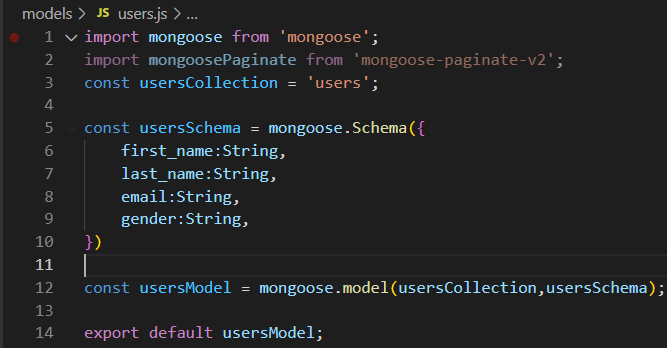 models > JS users.js > ...
1 import mongoose from 'mongoose';
2 import mongoosePaginate from 'mongoose-paginate-v2';
3 const usersCollection = 'users';
4
5 const usersSchema = mongoose.Schema({
6     first_name:String,
7     last_name:String,
8     email:String,
9     gender:String,
10 })
11
12 const usersModel = mongoose.model(usersCollection,usersSchema);
13
14 export default usersModel;